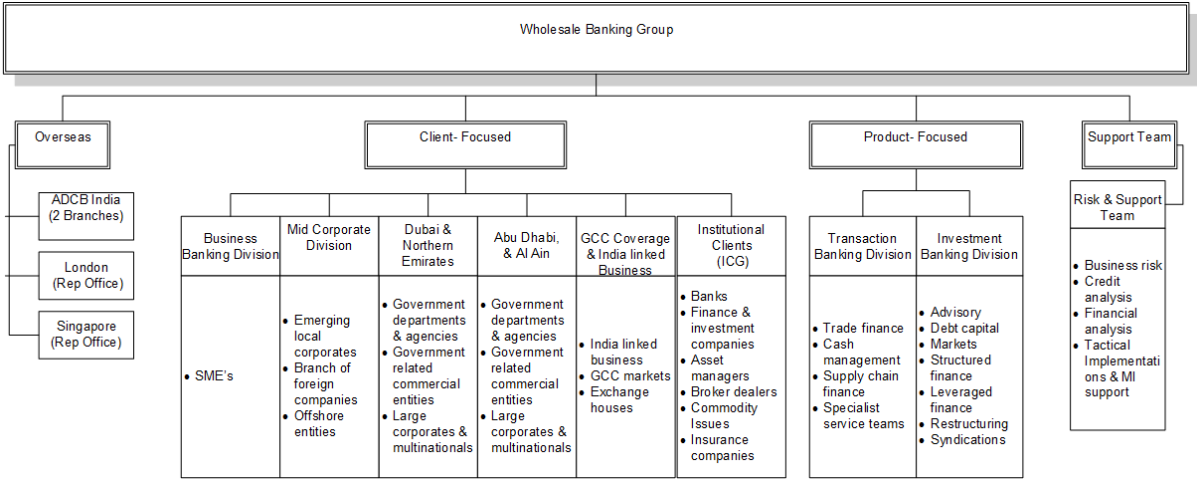 Wholesale Banking Group
Overseas
Client- Focused
Product- Focused
Support Team
ADCB India
(2 Branches)
London
(Rep Office)
Singapore
(Rep Office)
Business
Banking Division
• SME's
Mid Corporate
Division
• Emerging
local
corporates
• Branch of
foreign
companies
• Offshore
entities
Dubai &
Northern
Emirates
• Government
departments
& agencies
• Government
related
commercial
entities
• Large
corporates &
multinationals
Abu Dhabi,
& Al Ain
• Government
departments
& agencies
• Government
related
commercial
entities
• Large
corporates &
multinationals
GCC Coverage
& India linked
Business
• India linked
business
• GCC markets
• Exchange
houses
Institutional
Clients
(ICG)
• Banks
• Finance &
investment
companies
• Asset
managers
• Broker dealers
• Commodity
Issues
• Insurance
companies
Transaction
Banking Division
• Trade finance
• Cash
management
• Supply chain
finance
• Specialist
service teams
Investment
Banking Division
• Advisory
• Debt capital
• Markets
• Structured
finance
• Leveraged
finance
• Restructuring
• Syndications
Risk & Support
Team
• Business risk
• Credit
analysis
• Financial
analysis
• Tactical
Implementati
ons & MI
support